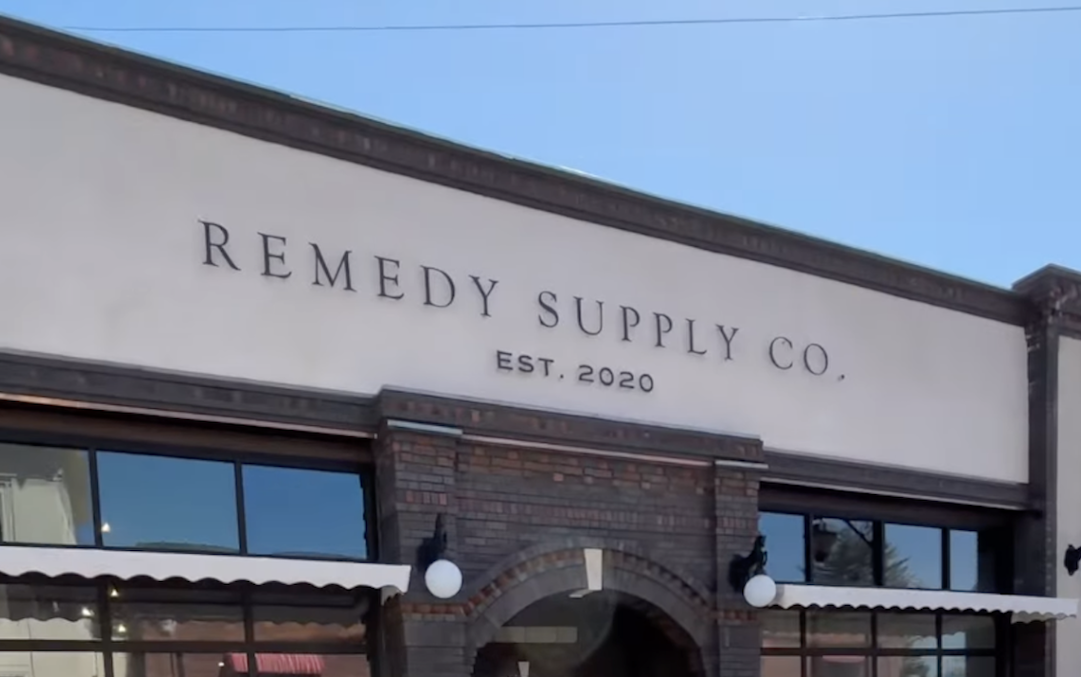 REMEDY SUPPLY CO.
EST. 2020